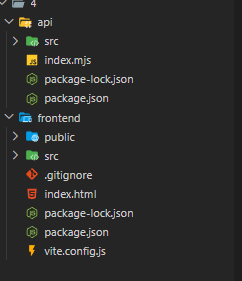 4
api
src
index.mjs
package-lock.json
package.json
frontend
public
src
.gitignore
index.html
package-lock.json
package.json
vite.config.js